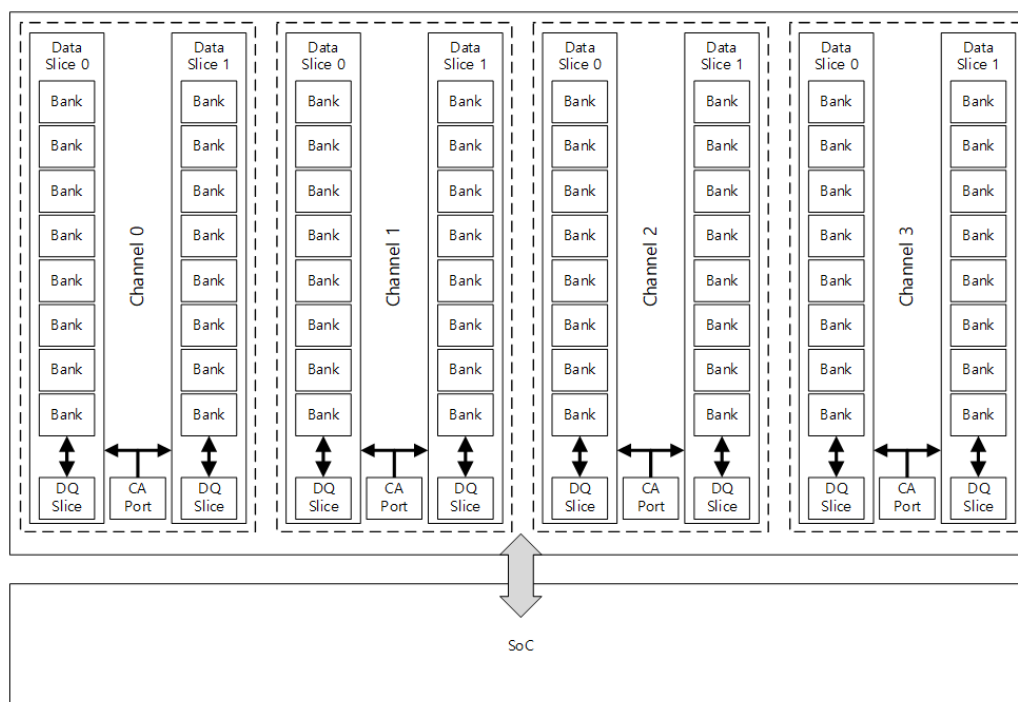 Data
Slice 0
Bank
Bank
Bank
Bank
Bank
Bank
Bank
Bank
DQ
Slice
Channel 0
CA
Port
Data
Slice 1
Bank
Bank
Bank
Bank
Bank
Bank
Bank
Bank
DQ
Slice
Data
Slice 0
Bank
Bank
Bank
Bank
Bank
Bank
Bank
Bank
DQ
Slice
Channel 1
CA
Port
Data
Slice 1
Bank
Bank
Bank
Bank
Bank
Bank
Bank
Bank
DQ
Slice
Data
Slice 0
Bank
Bank
Bank
Bank
Bank
Bank
Bank
Bank
DQ
Slice
Channel 2
CA
Port
Data
Slice 1
Bank
Bank
Bank
Bank
Bank
Bank
Bank
Bank
DQ
Slice
Data
Slice 0
Bank
Bank
Bank
Bank
Bank
Bank
Bank
Bank
DQ
Slice
Channel 3
CA
Port
Data
Slice 1
Bank
Bank
Bank
Bank
Bank
Bank
Bank
Bank
DQ
Slice
SoC